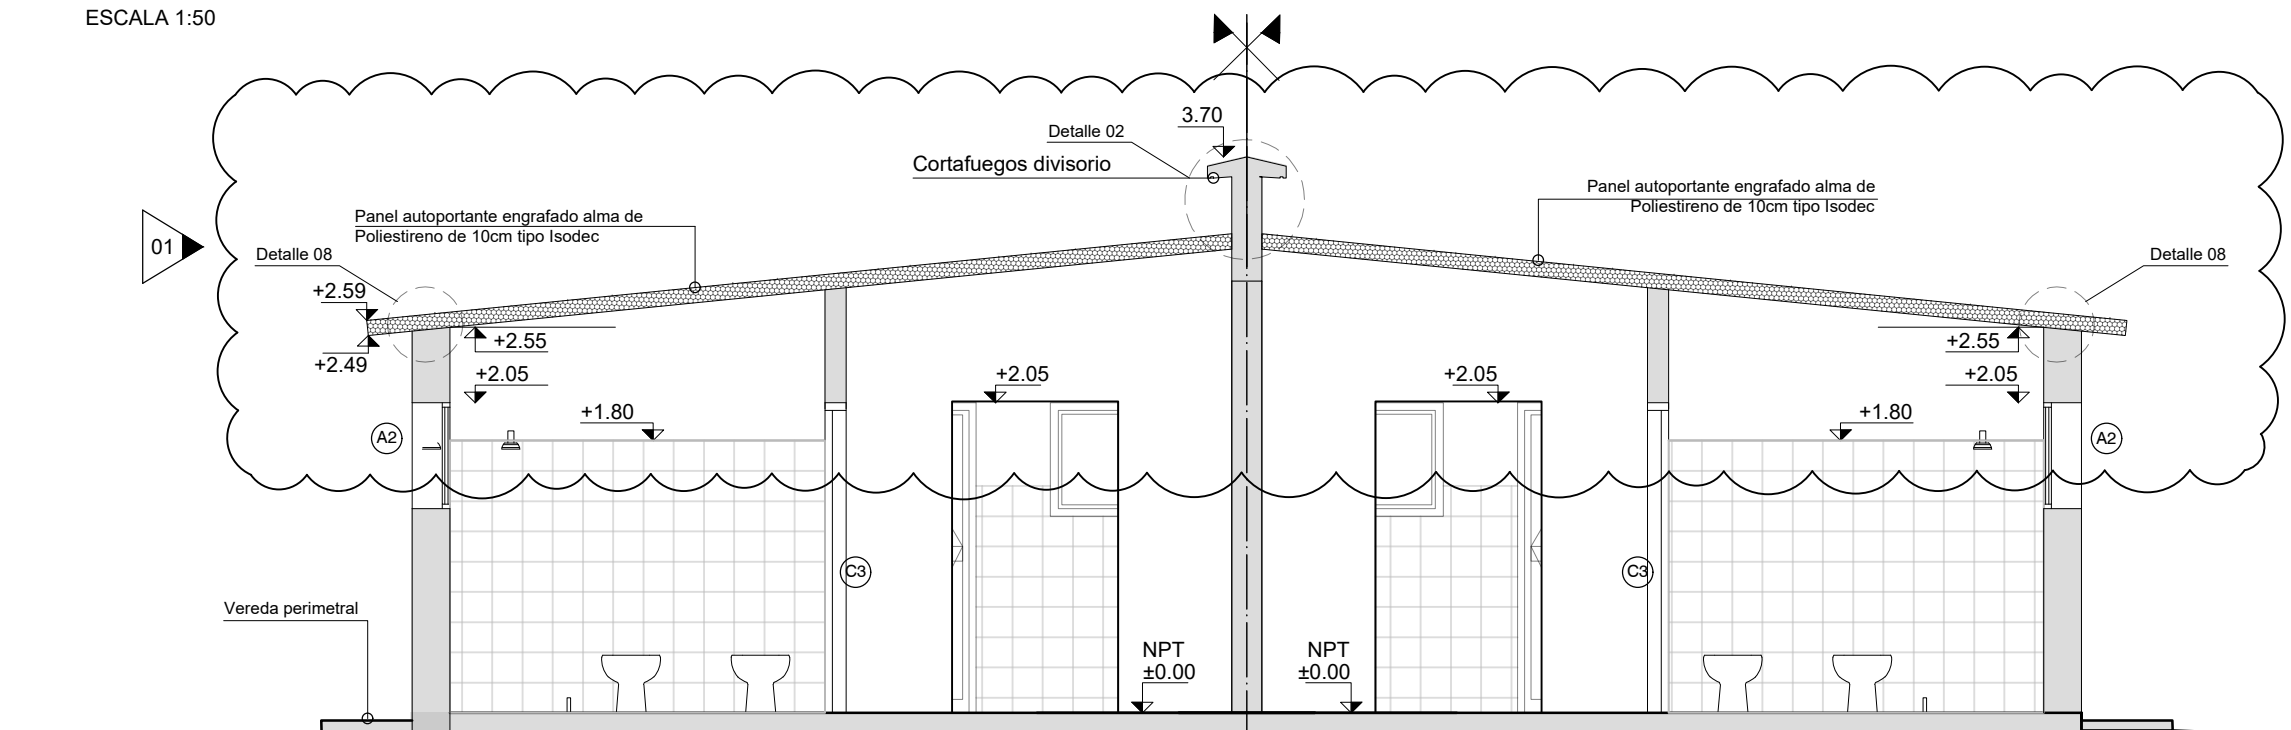 ESCALA 1:50
3.70
Detalle 02
Cortafuegos divisorio
Panel autoportante engrafado alma de
Poliestireno de 10cm tipo Isodec
Panel autoportante engrafado alma de
Poliestireno de 10cm tipo Isodec
01
Detalle 08
Detalle 08
+2.59
+2.49
+2.55
+2.55
+2.05
+2.05
+2.05
+2.05
+1.80
+1.80
A2
A2
C3
C3
Vereda perimetral
NPT
±0.00
NPT
±0.00